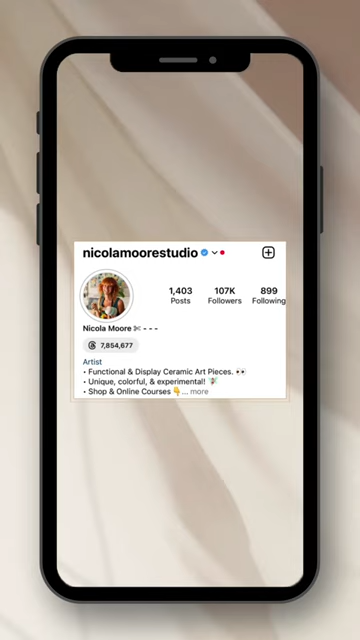 nicolamoorestudio
1,403 107K 899
Posts Followers Following
Nicola Moore ✂ - - -
7,854,677
Artist
• Functional & Display Ceramic Art Pieces. 👀
• Unique, colorful, & experimental! 🧚
• Shop & Online Courses 👇... more